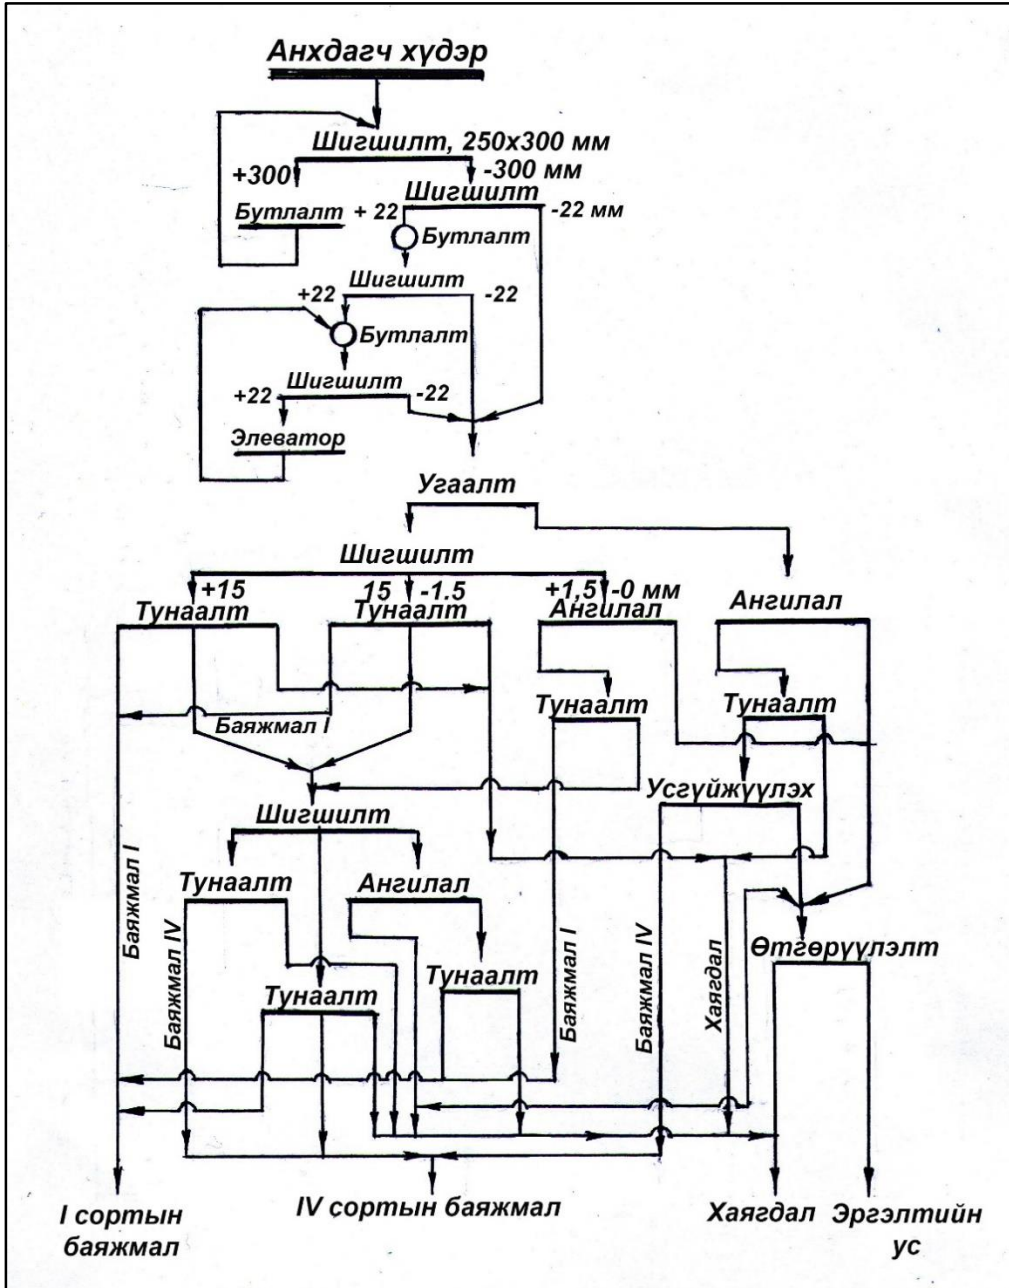 Анхдагч хүдэр
Шигшилт, 250х300 мм
+300
-300 мм
Шигшилт
Бутлалт
+ 22
-22 мм
Бутлалт
Шигшилт
+22
-22
Бутлалт
Шигшилт
+22
-22
Элеватор
Угаалт
Шигшилт
+15
15
-1.5
+1,5
-0 мм
Тунаалт
Тунаалт
Ангилал
Ангилал
Тунаалт
Тунаалт
Баяжмал I
Усгүйжүүлэх
Шигшилт
Тунаалт
Ангилал
Баяжмал I
Баяжмал IV
Тунаалт
Тунаалт
Баяжмал I
Баяжмал IV
Хаягдал
Өтгөрүүлэлт
I сортын
баяжмал
IV сортын баяжмал
Хаягдал
Эргэлтийн
ус